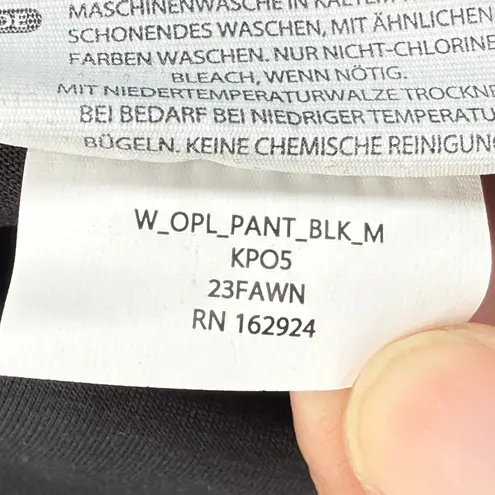 MASCHINENWÄSCHE IN KALTEM
SCHONENDES WASCHEN, MIT ÄHNLICHEN
FARBEN WASCHEN. NUR NICHT-CHLORINE
BLEACH, WENN NÖTIG.
MIT NIEDERTEMPERATURWALZE TROCKNE
BEI BEDARF BEI NIEDRIGER TEMPERATU
BÜGELN. KEINE CHEMISCHE REINIGUN
DE
W_OPL_PANT_BLK_M
KPO5
23FAWN
RN 162924